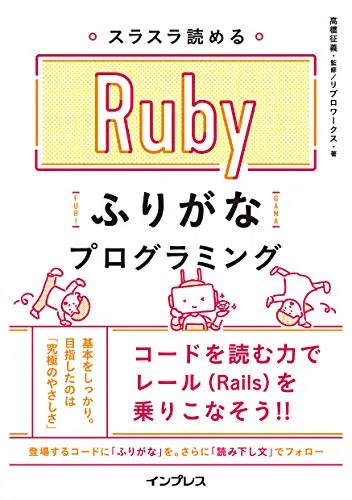 スラスラ読める
高橋征義・監修/リブロワークス・著
Ruby
FURI
ふりがな
GANA
プログラミング
基本をしっかり。
目指したのは
「究極のやさしさ」
コードを読む力で
レール(Rails)を
乗りこなそう!!
登場するコードに「ふりがな」を。さらに「読み下し文」でフォロー
インプレス